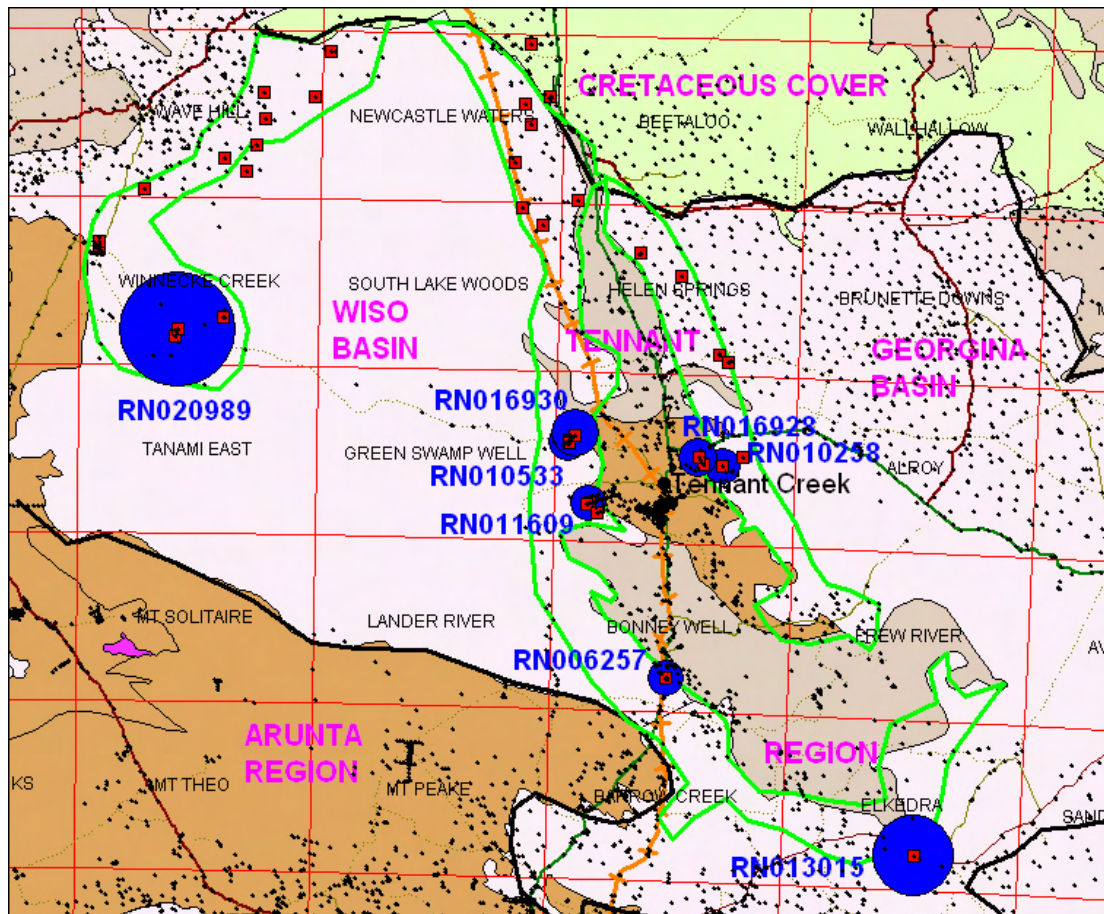 CRETACEOUS COVER
WAVE HILL
NEWCASTLE WATERS
BEETALOO
WALLHALLOW
WINNECKE CREEK
SOUTH LAKE WOODS
HELEN SPRINGS
BRUNETTE DOWNS
WISO
BASIN
TENNANT
GEORGINA
BASIN
RN020989
RN016930
RN016928
TANAMI EAST
GREEN SWAMP WELL
RN010258
ALROY
RN010533
Tennant Creek
RN011609
MT SOLITAIRE
LANDER RIVER
BONNEY WELL
FREW RIVER
AV
RN006257
ARUNTA
REGION
REGION
KS
MT THEO
MT PEAKE
BARROW CREEK
ELKEDRA
SAND
RN013015